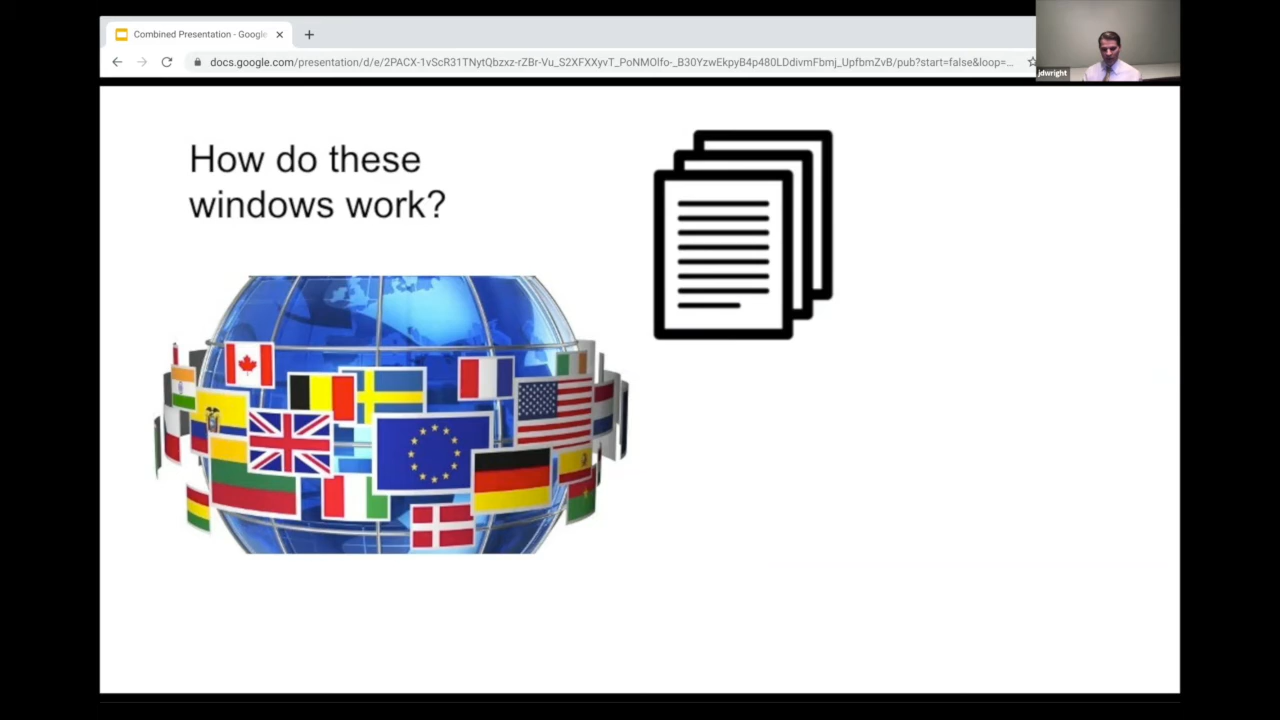 Combined Presentation - Google
docs.google.com/presentation/d/e/2PACX-1vScR31TNytQbzxz-rZBr-Vu_S2XFXXyvT_PoNMOlfo-_B30YzwEkpyB4p480LDdivmFbmj_UpfbmZvB/pub?start=false&loop=...
jdwright
How do these
windows work?